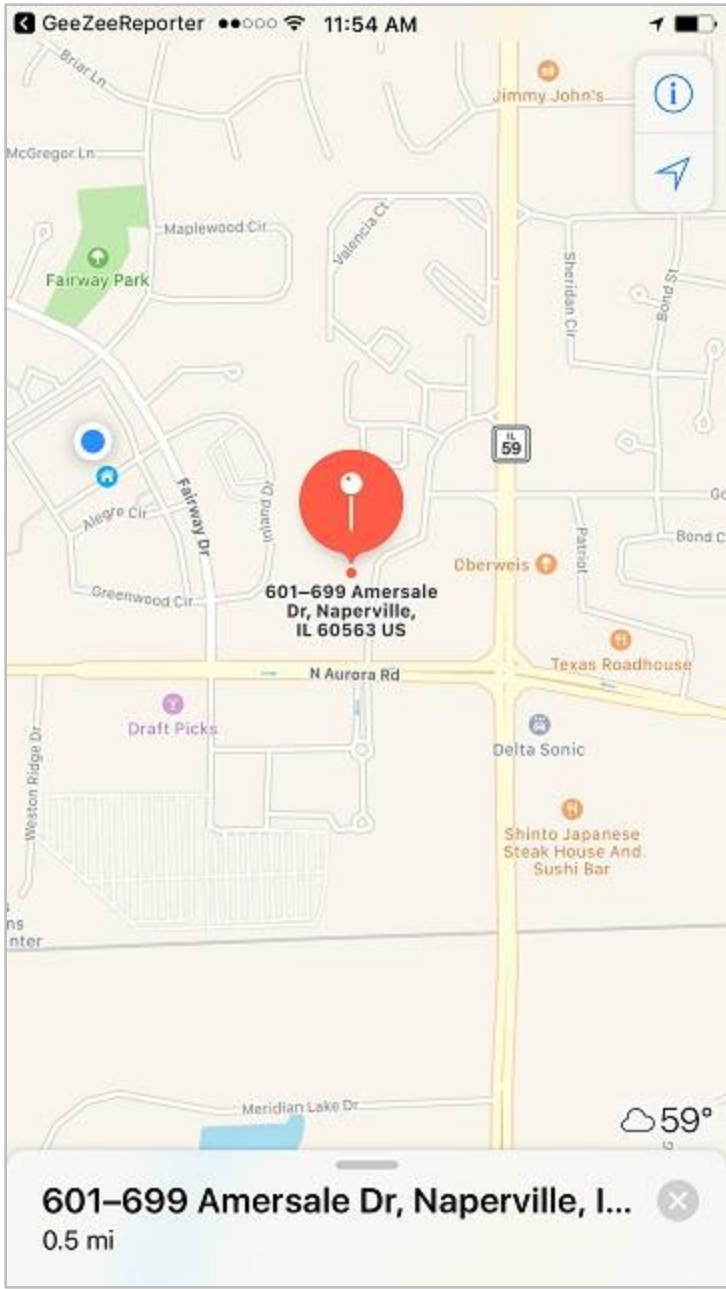 GeeZeeReporter
11:54 AM
Briar Ln
Jimmy John's
McGregor Ln
Maplewood Cir
Valencia Ct
Fairway Park
Sheridan Cir
Bond St
IL
59
Fairway Dr
Alegre Cir
Greenwood Cir
Patriot
Bond C
Go
Oberweis
601–699 Amersale
Dr, Naperville,
IL 60563 US
N Aurora Rd
Texas Roadhouse
Draft Picks
Delta Sonic
Weston Ridge Dr
Shinto Japanese
Steak House And
Sushi Bar
ns
nter
Meridian Lake Dr
59°
601–699 Amersale Dr, Naperville, I...
0.5 mi